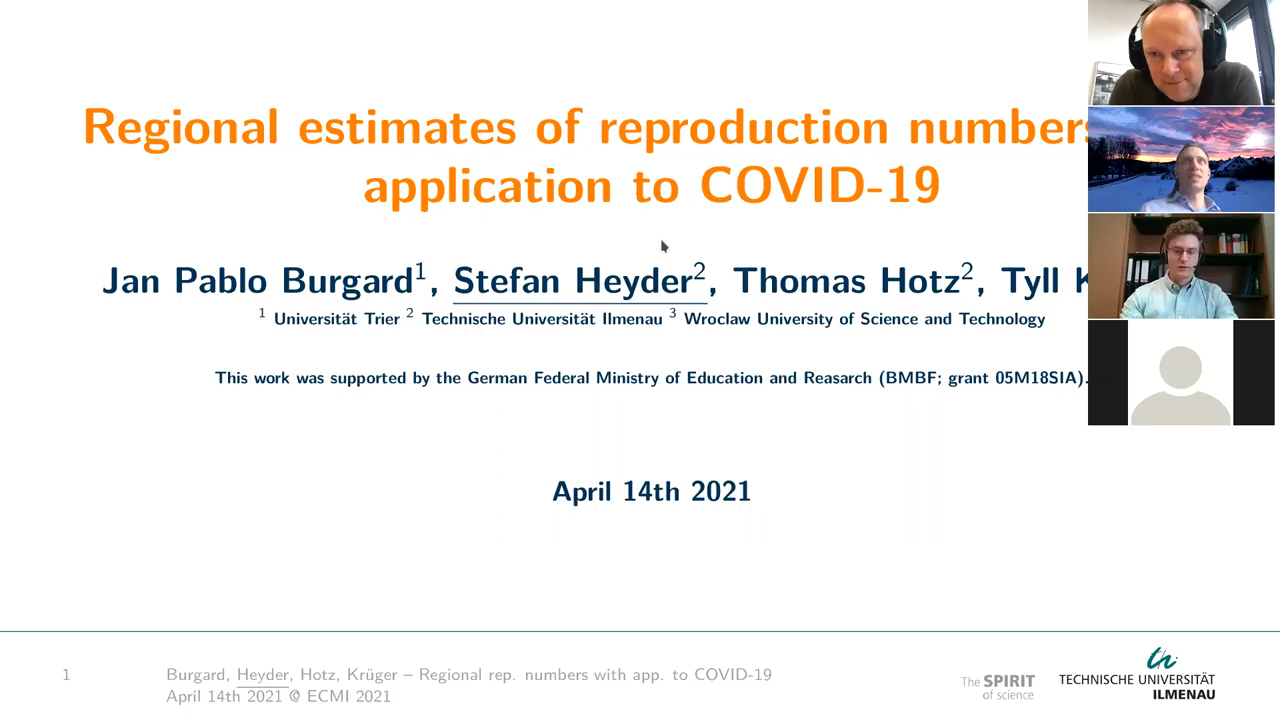 Regional estimates of reproduction numbers
application to COVID-19
Jan Pablo Burgard¹, Stefan Heyder², Thomas Hotz², Tyll K
¹ Universität Trier ² Technische Universität Ilmenau ³ Wroclaw University of Science and Technology
This work was supported by the German Federal Ministry of Education and Reasarch (BMBF; grant 05M18SIA).
April 14th 2021
1
Burgard, Heyder, Hotz, Krüger – Regional rep. numbers with app. to COVID-19
April 14th 2021 @ ECMI 2021
The SPIRIT
of science
th
TECHNISCHE UNIVERSITÄT
ILMENAU